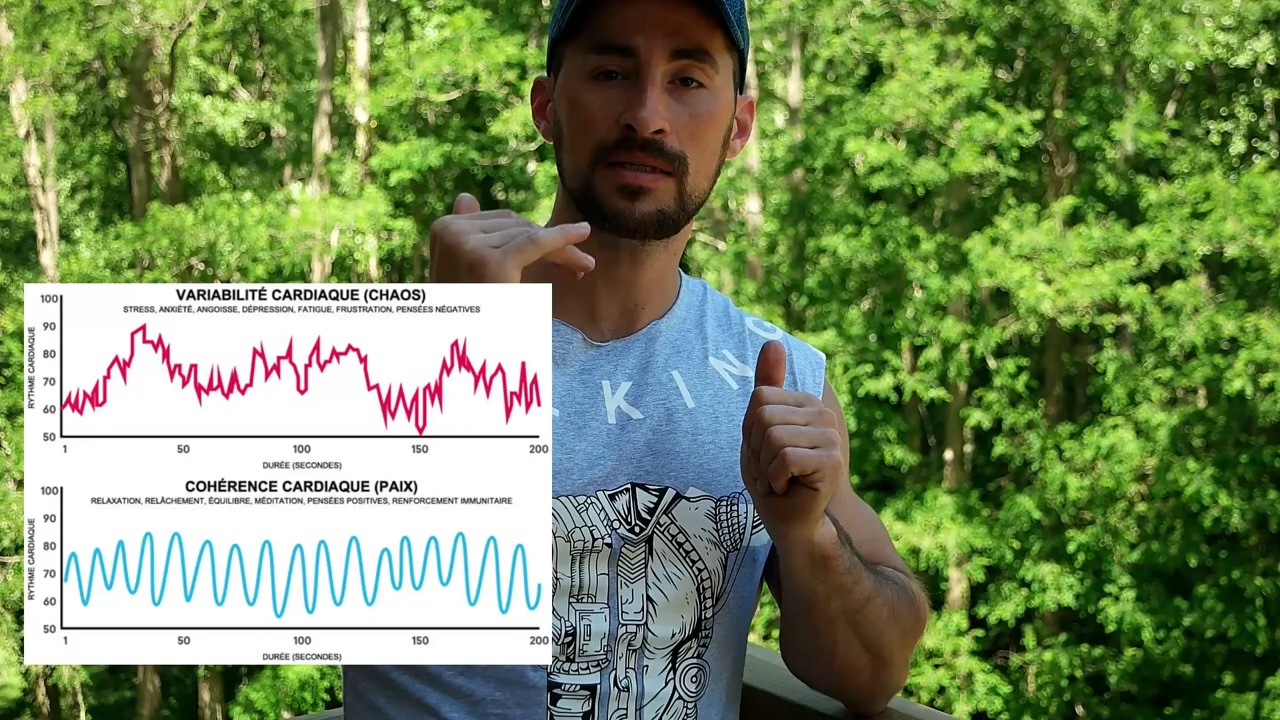 VARIABILITÉ CARDIAQUE (CHAOS)
STRESS, ANXIÉTÉ, ANGOISSE, DÉPRESSION, FATIGUE, FRUSTRATION, PENSÉES NÉGATIVES
RYTHME CARDIAQUE
100
90
80
70
60
50
1 50 100 150 200
DURÉE (SECONDES)
COHÉRENCE CARDIAQUE (PAIX)
RELAXATION, RELÂCHEMENT, ÉQUILIBRE, MÉDITATION, PENSÉES POSITIVES, RENFORCEMENT IMMUNITAIRE
RYTHME CARDIAQUE
100
90
80
70
60
50
1 50 100 150 200
DURÉE (SECONDES)